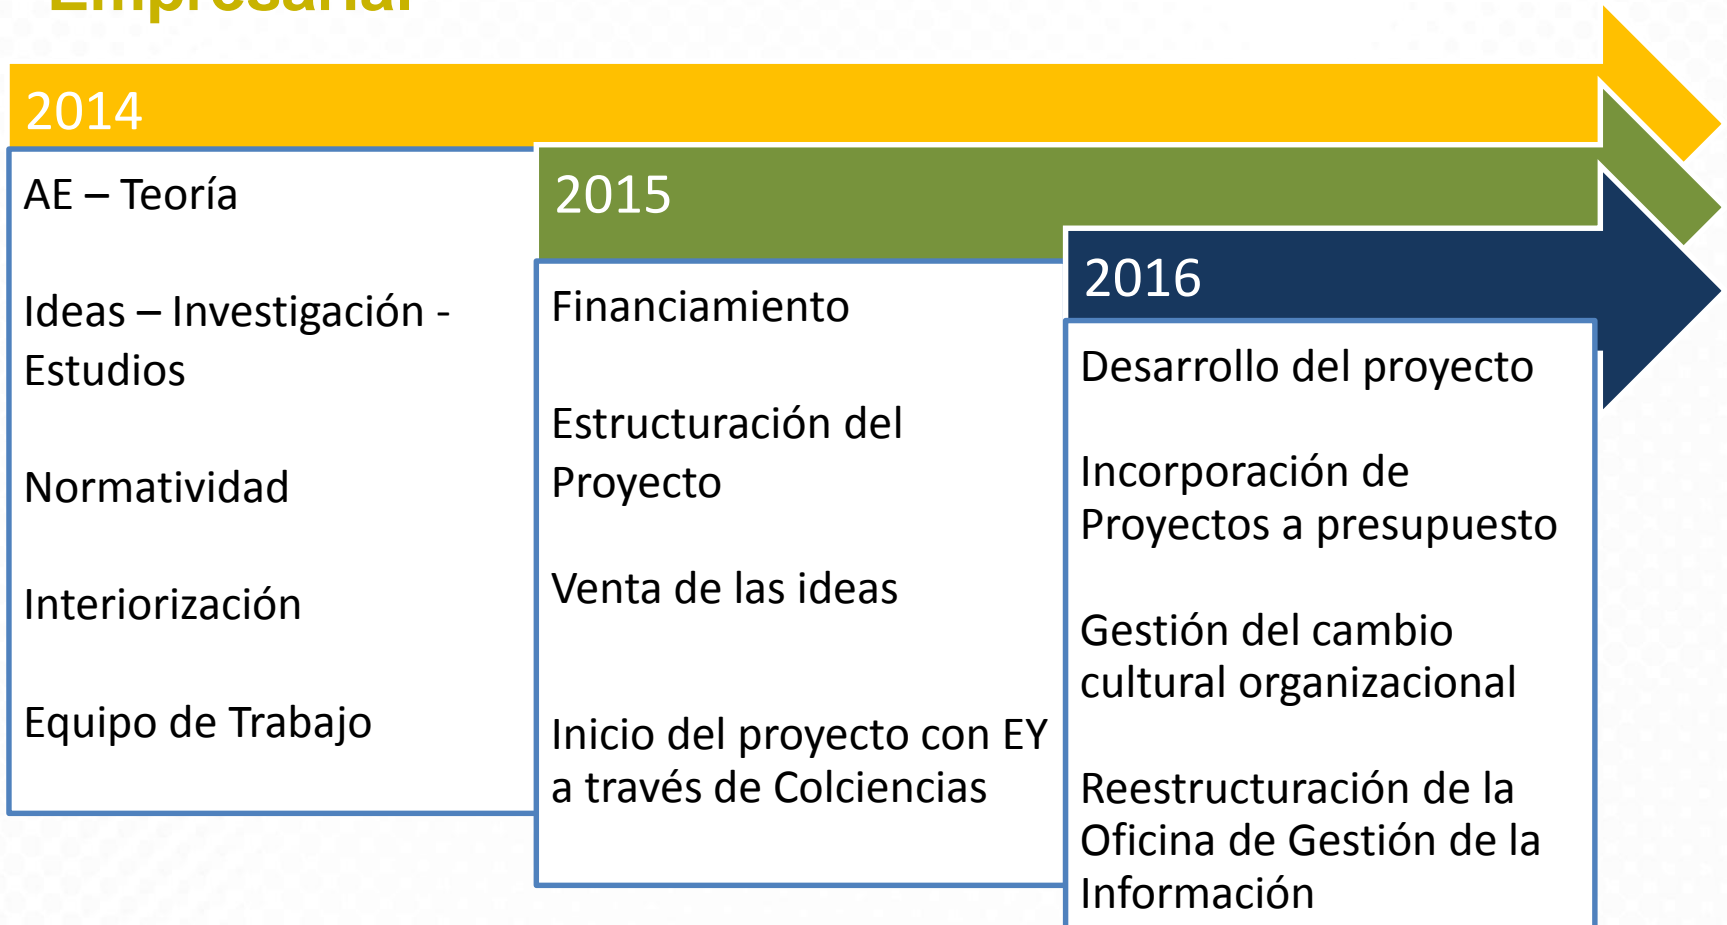 Empresarial
2014
AE – Teoría
Ideas – Investigación -
Estudios
Normatividad
Interiorización
Equipo de Trabajo
2015
Financiamiento
Estructuración del
Proyecto
Venta de las ideas
Inicio del proyecto con EY
a través de Colciencias
2016
Desarrollo del proyecto
Incorporación de
Proyectos a presupuesto
Gestión del cambio
cultural organizacional
Reestructuración de la
Oficina de Gestión de la
Información